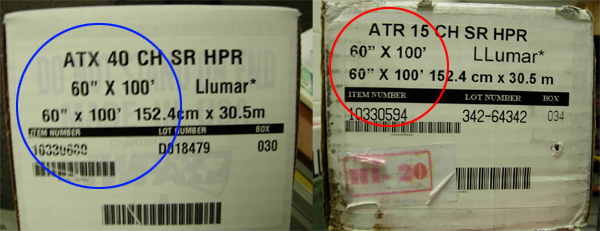 ATX 40 CH SR HPR
60" X 100' LLumar*
60" x 100' 152.4cm x 30.5m
ITEM NUMBER LOT NUMBER BOX
D018479 030
ATR 15 CH SR HPR
60" X 100' LLumar*
60" X 100' 152.4 cm x 30.5 m
ITEM NUMBER LOT NUMBER BOX
10330594 342-64342 034
20